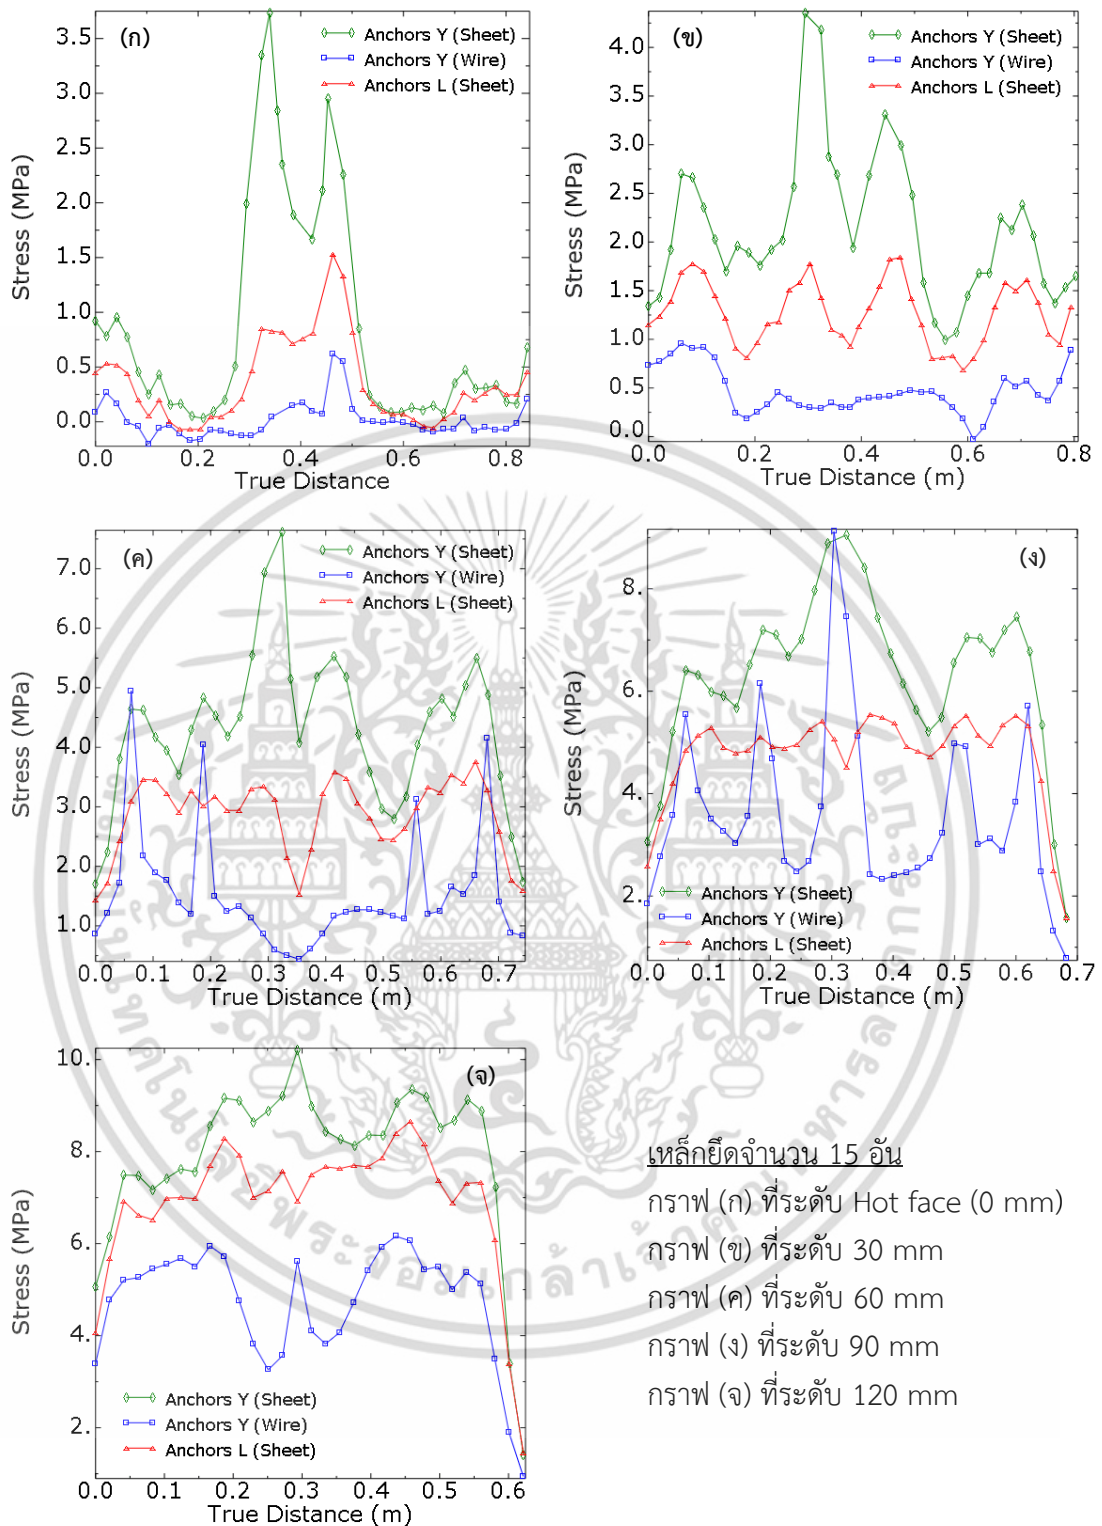 (ก)
Anchors Y (Sheet)
Anchors Y (Wire)
Anchors L (Sheet)
3.5
3.0
2.5
2.0
1.5
1.0
0.5
0.0
Stress (MPa)
0.0 0.2 0.4 0.6 0.8
True Distance
(ข)
Anchors Y (Sheet)
Anchors Y (Wire)
Anchors L (Sheet)
4.0
3.5
3.0
2.5
2.0
1.5
1.0
0.5
0.0
Stress (MPa)
0.0 0.2 0.4 0.6 0.8
True Distance (m)
(ค)
Anchors Y (Sheet)
Anchors Y (Wire)
Anchors L (Sheet)
7.0
6.0
5.0
4.0
3.0
2.0
1.0
Stress (MPa)
0.0 0.1 0.2 0.3 0.4 0.5 0.6 0.7
True Distance (m)
(ง)
8.
6.
4.
2.
Stress (MPa)
Anchors Y (Sheet)
Anchors Y (Wire)
Anchors L (Sheet)
0.0 0.1 0.2 0.3 0.4 0.5 0.6 0.7
True Distance (m)
(จ)
10.
8.
6.
4.
2.
Stress (MPa)
Anchors Y (Sheet)
Anchors Y (Wire)
Anchors L (Sheet)
0.0 0.1 0.2 0.3 0.4 0.5 0.6
True Distance (m)
เหล็กยึดจำนวน 15 อัน
กราฟ (ก) ที่ระดับ Hot face (0 mm)
กราฟ (ข) ที่ระดับ 30 mm
กราฟ (ค) ที่ระดับ 60 mm
กราฟ (ง) ที่ระดับ 90 mm
กราฟ (จ) ที่ระดับ 120 mm